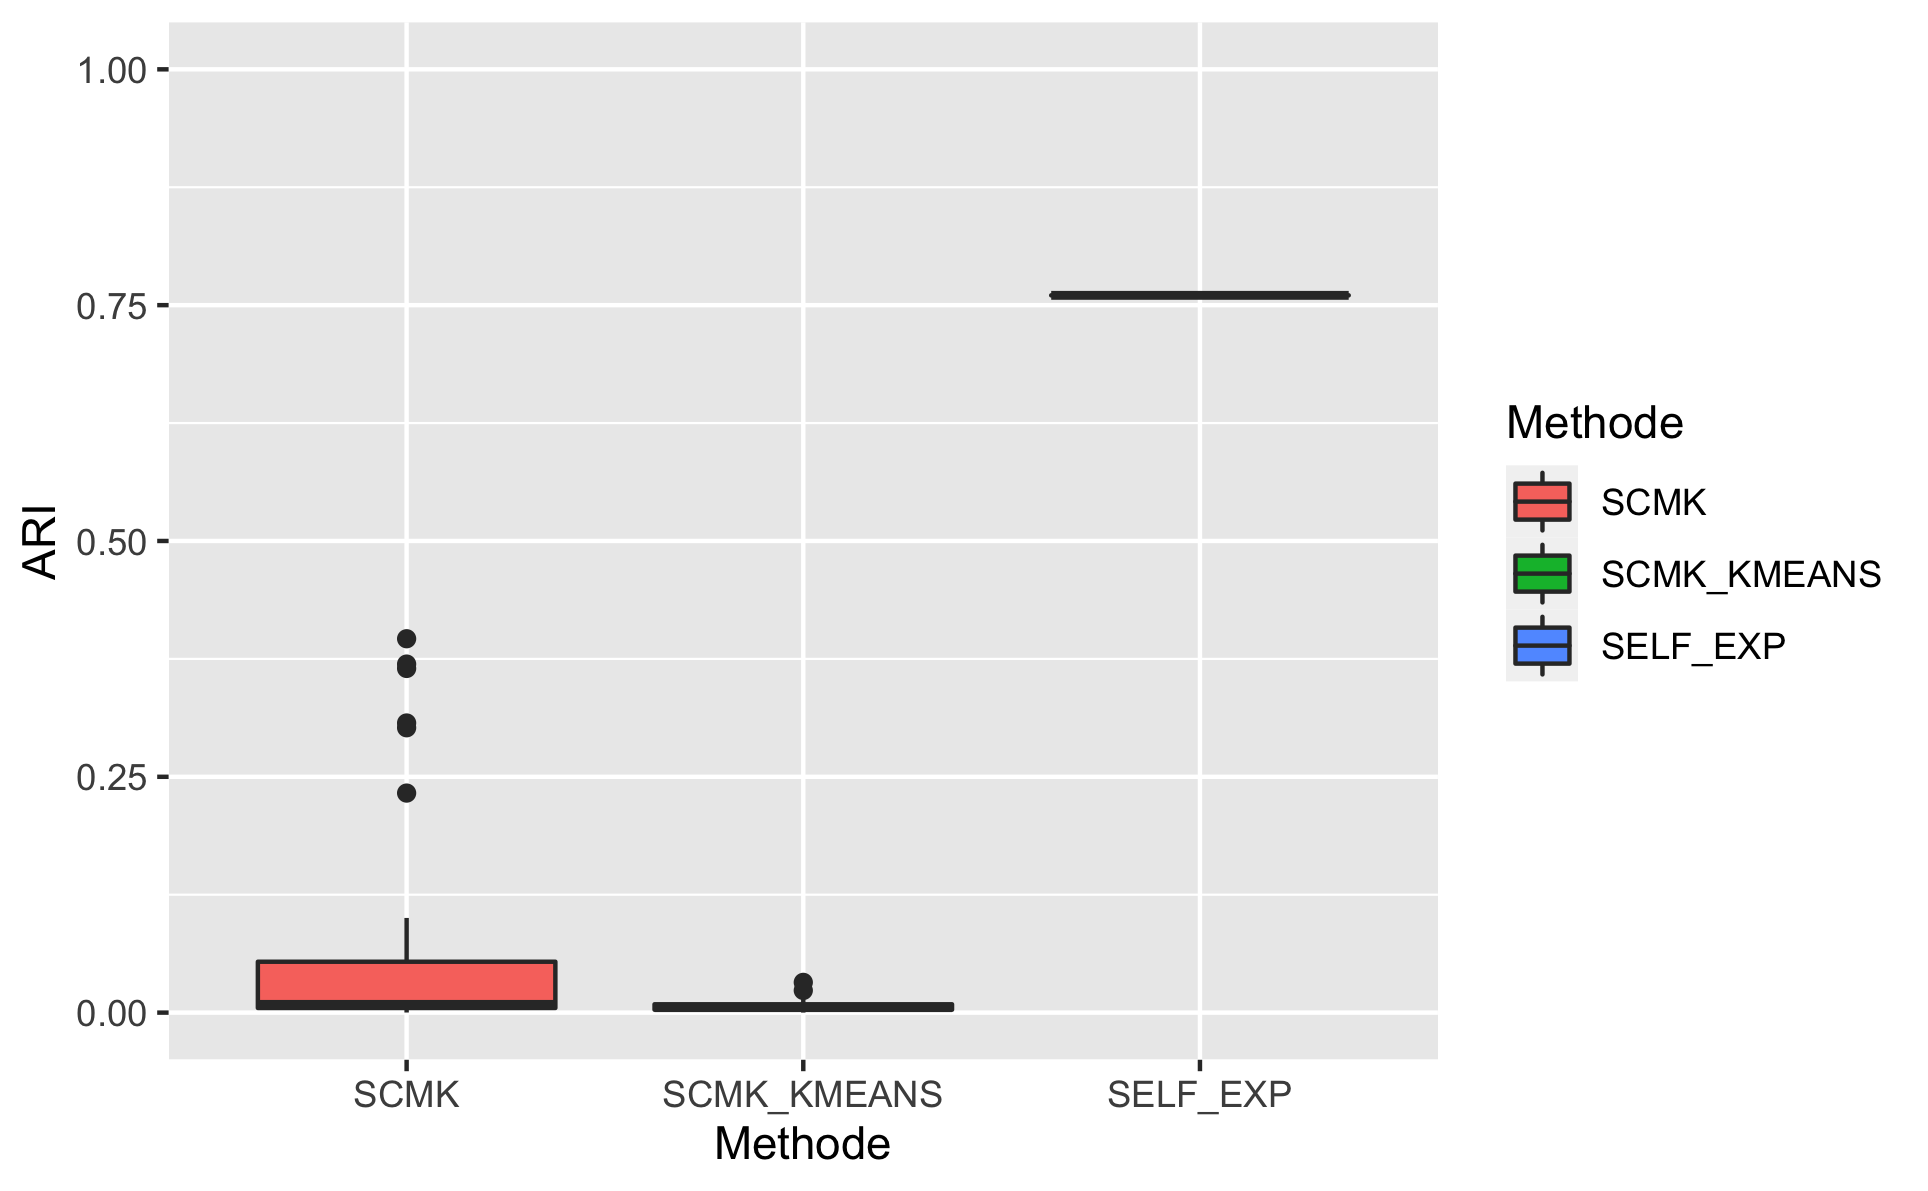 1.00
0.75
0.50
0.25
0.00
ARI
SCMK
SCMK_KMEANS
SELF_EXP
Methode
Methode
SCMK
SCMK_KMEANS
SELF_EXP